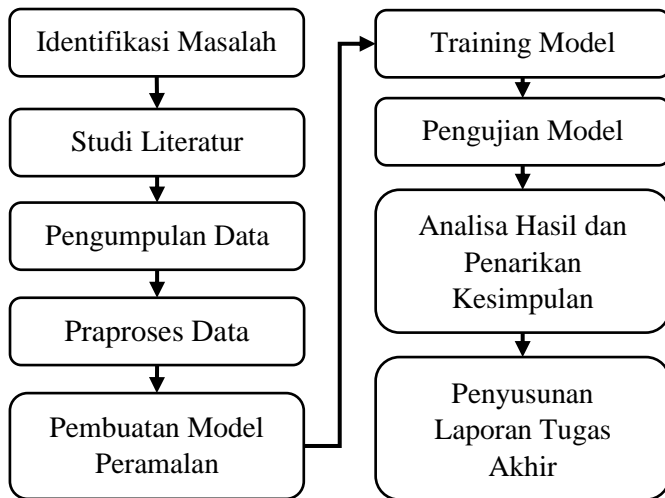 Identifikasi Masalah
Studi Literatur
Pengumpulan Data
Praproses Data
Pembuatan Model
Peramalan
Training Model
Pengujian Model
Analisa Hasil dan
Penarikan
Kesimpulan
Penyusunan
Laporan Tugas
Akhir